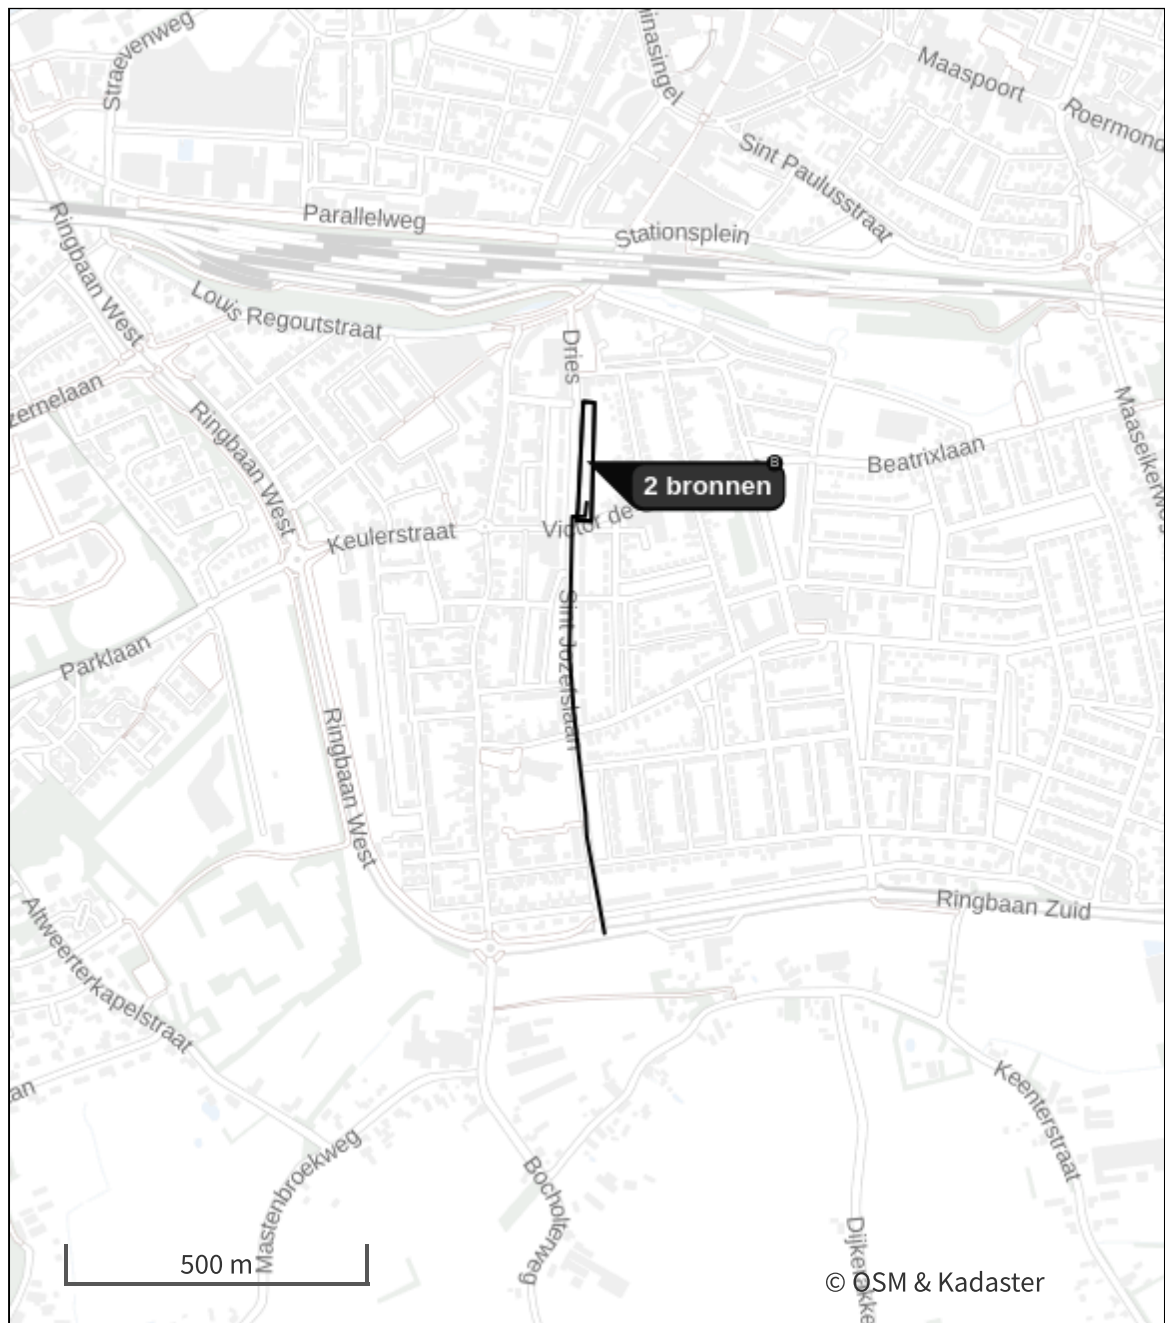 Straevenweg
Maaspoort
Sint Paulusstraat
Parallelweg
Stationsplein
Ringbaan West
Louis Regoutstraat
Dries
Maaseikerweg
Ringbaan West
Beatrixlaan
B
2 bronnen
Victor de
Keulerstraat
Sint Jozefslaan
Parklaan
Ringbaan West
Ringbaan Zuid
Altweerterkapelstraat
Keenterstraat
Mastenbroekweg
Bocholterweg
500 m
© OSM & Kadaster